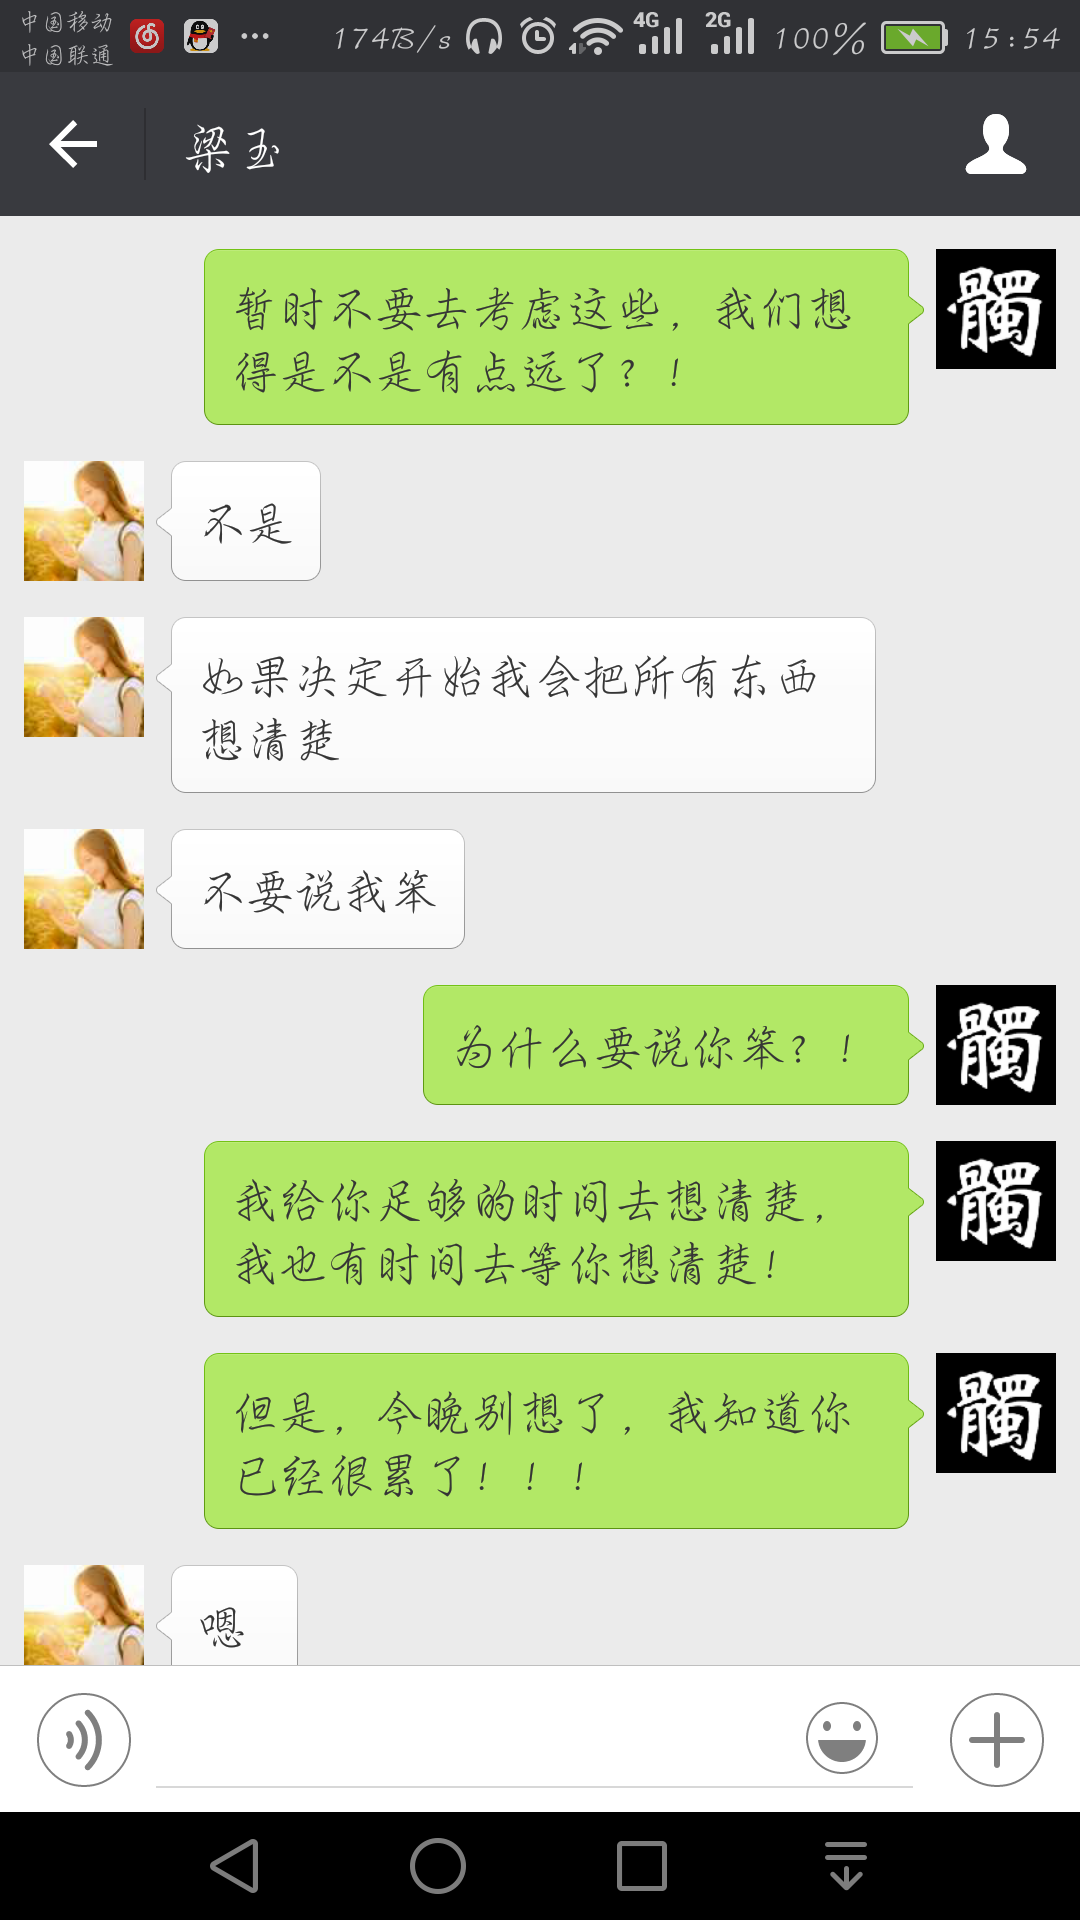 中国移动
中国联通
174B/s
4G
2G
100%
15:54
梁玉
暂时不要去考虑这些，我们想
得是不是有点远了？！
髑
不是
如果决定开始我会把所有东西
想清楚
不要说我笨
为什么要说你笨？！
髑
我给你足够的时间去想清楚，
我也有时间去等你想清楚！
髑
但是，今晚别想了，我知道你
已经很累了！！！
髑
嗯